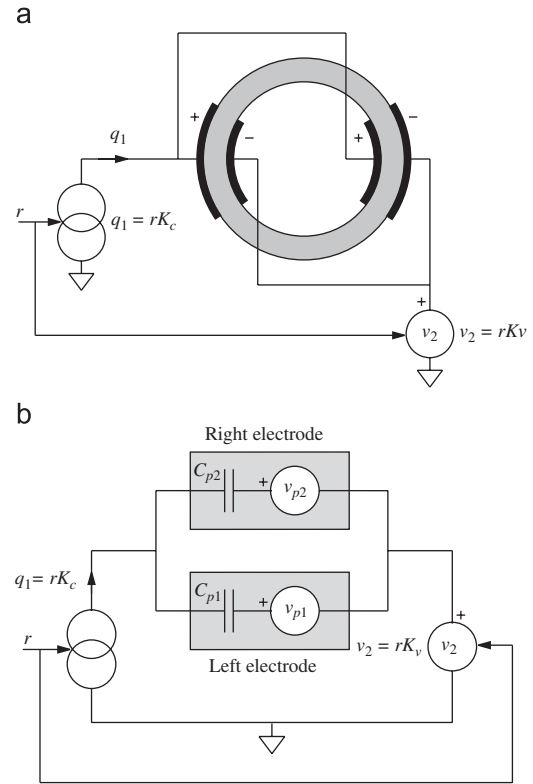 a
+
−
q1
−
+
r
q1 = rKc
+
v2
v2 = rKv
b
Right electrode
Cp2
+
vp2
q1= rKc
Cp1
+
vp1
+
r
v2 = rKv
v2
Left electrode